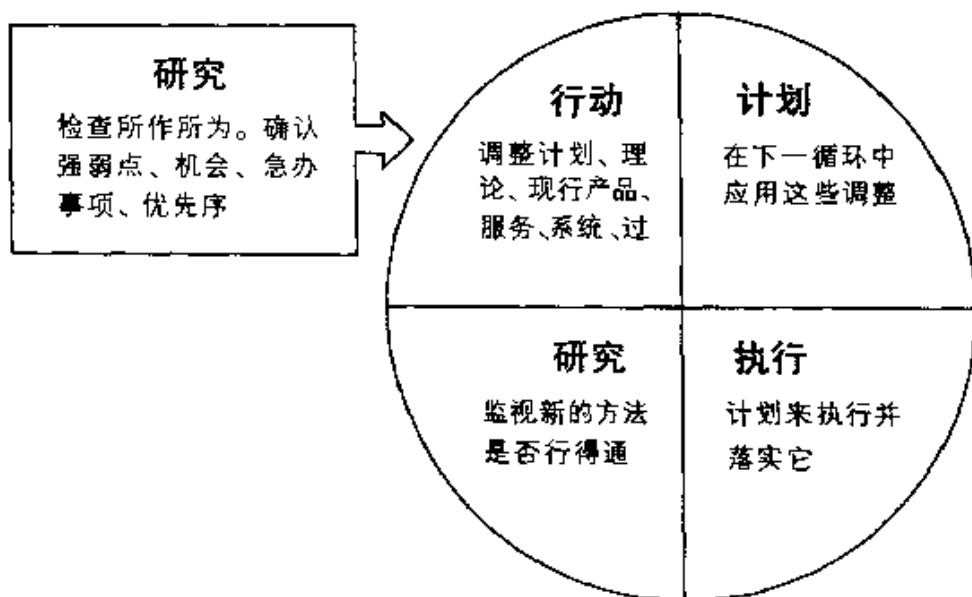 研究
检查所作所为。确认
强弱点、机会、急办
事项、优先序
行动
调整计划、理
论、现行产品、
服务、系统、过
计划
在下一循环中
应用这些调整
研究
监视新的方法
是否行得通
执行
计划来执行并
落实它